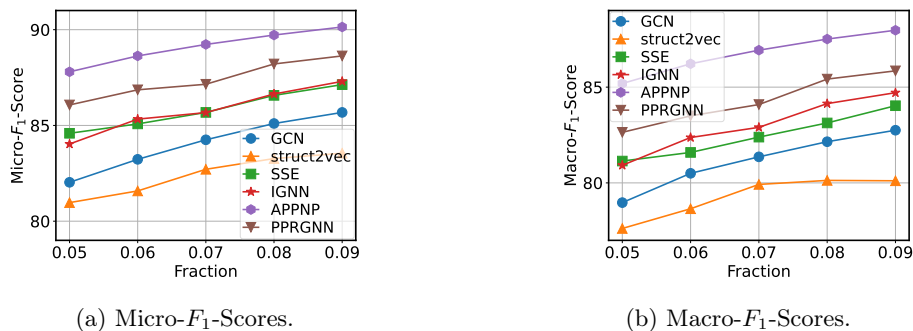 90
85
80
Micro-F₁-Score
0.05 0.06 0.07 0.08 0.09
Fraction
GCN
struct2vec
SSE
IGNN
APPNP
PPRGNN
(a) Micro-F₁-Scores.
85
80
Macro-F₁-Score
0.05 0.06 0.07 0.08 0.09
Fraction
GCN
struct2vec
SSE
IGNN
APPNP
PPRGNN
(b) Macro-F₁-Scores.